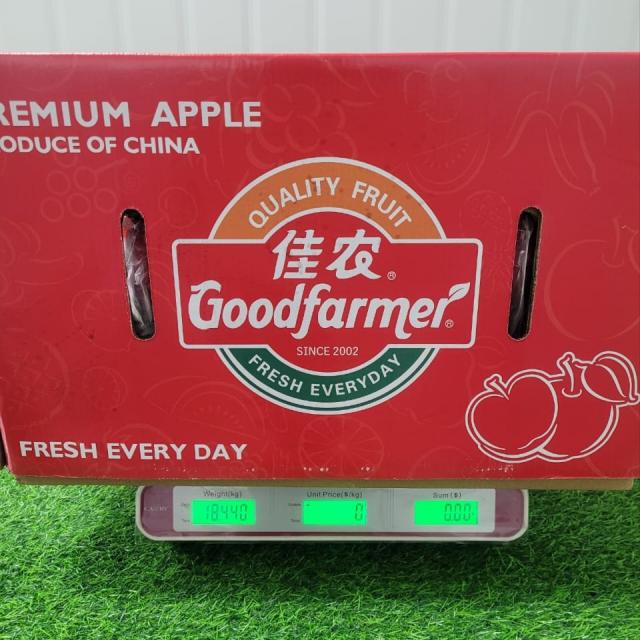 REMIUM APPLE
ODUCE OF CHINA
QUALITY FRUIT
佳农®
Goodfarmer®
SINCE 2002
FRESH EVERYDAY
FRESH EVERY DAY
Weight(kg)
Unit Price($/kg)
Sum($)
18.440
0
0.00